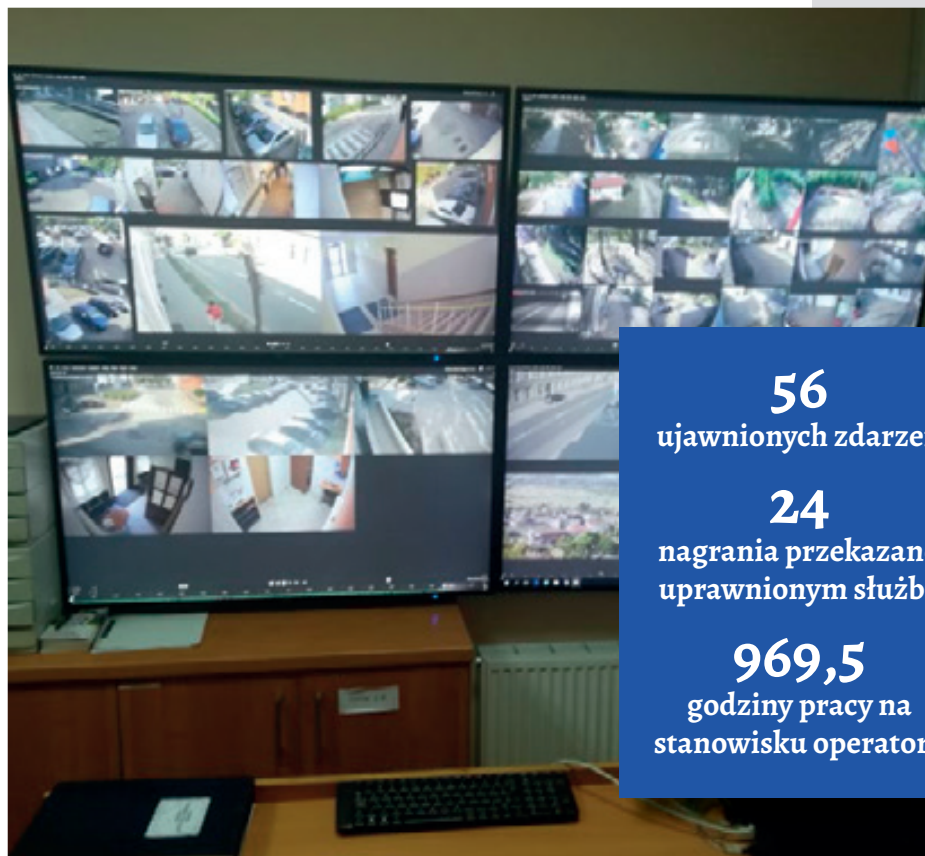 56
ujawnionych zdarze
24
nagrania przekazan
uprawnionym służb
969,5
godziny pracy na
stanowisku operator